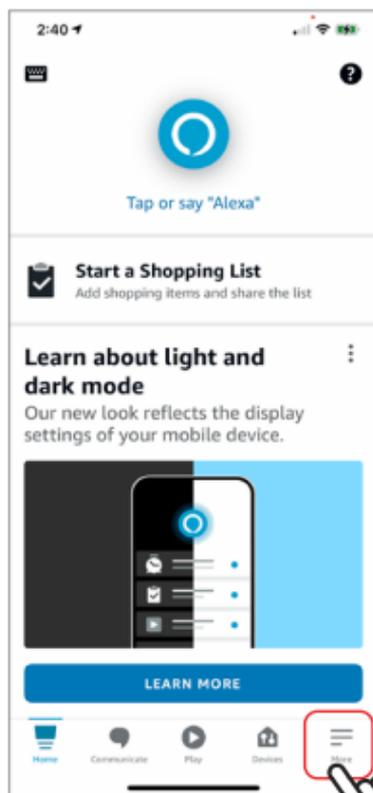 2:40
Tap or say "Alexa"
Start a Shopping List
Add shopping items and share the list
Learn about light and
dark mode
Our new look reflects the display
settings of your mobile device.
LEARN MORE
Home
Communicate
Play
Devices
More